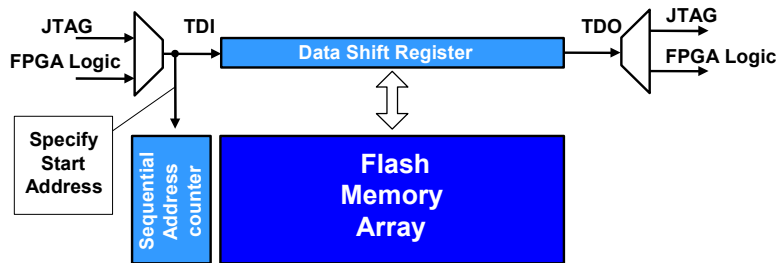 JTAG
FPGA Logic
TDI
Data Shift Register
TDO
JTAG
FPGA Logic
Specify
Start
Address
Sequential
Address
counter
Flash
Memory
Array